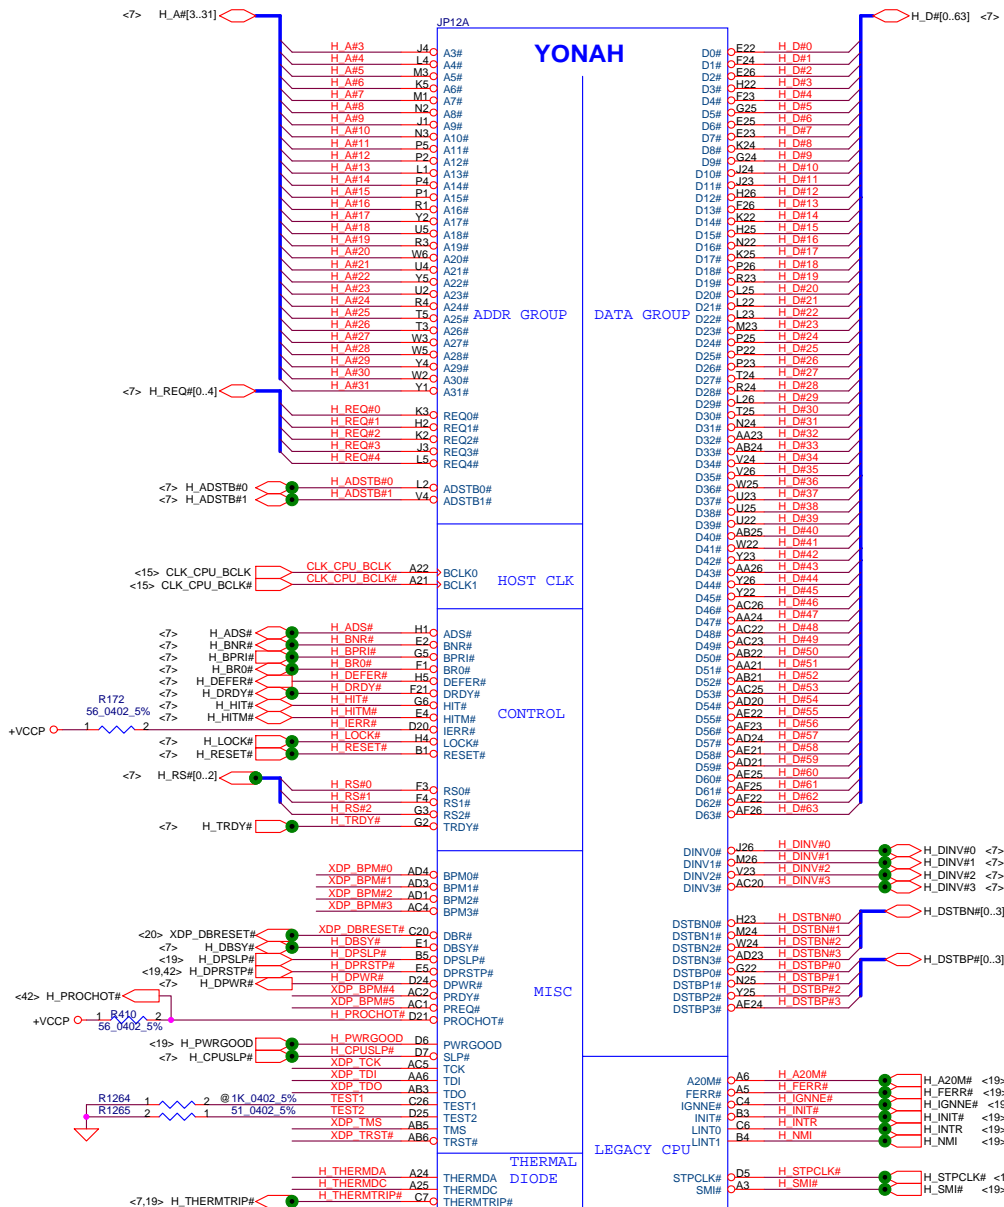 <7> H_A#[3..31]
JP12A
YONAH
H_D#[0..63] <7>
H_A#3 J4 A3#
H_A#4 L4 A4#
H_A#5 M3 A5#
H_A#6 K5 A6#
H_A#7 M1 A7#
H_A#8 N2 A8#
H_A#9 J1 A9#
H_A#10 N3 A10#
H_A#11 P5 A11#
H_A#12 P2 A12#
H_A#13 L1 A13#
H_A#14 P4 A14#
H_A#15 P1 A15#
H_A#16 R1 A16#
H_A#17 Y2 A17#
H_A#18 U5 A18#
H_A#19 R3 A19#
H_A#20 W6 A20#
H_A#21 U4 A21#
H_A#22 Y5 A22#
H_A#23 U2 A23#
H_A#24 R4 A24#
H_A#25 T5 A25#
H_A#26 T3 A26#
H_A#27 W3 A27#
H_A#28 W5 A28#
H_A#29 Y4 A29#
H_A#30 W2 A30#
H_A#31 Y1 A31#
ADDR GROUP
<7> H_REQ#[0..4]
H_REQ#0 K3 REQ0#
H_REQ#1 H2 REQ1#
H_REQ#2 K2 REQ2#
H_REQ#3 J3 REQ3#
H_REQ#4 L5 REQ4#
<7> H_ADSTB#0 H_ADSTB#0 L2 ADSTB0#
<7> H_ADSTB#1 H_ADSTB#1 V4 ADSTB1#
<15> CLK_CPU_BCLK CLK_CPU_BCLK A22 BCLK0
<15> CLK_CPU_BCLK# CLK_CPU_BCLK# A21 BCLK1
HOST CLK
<7> H_ADS# H_ADS# H1 ADS#
<7> H_BNR# H_BNR# E2 BNR#
<7> H_BPRI# H_BPRI# G5 BPRI#
<7> H_BR0# H_BR0# F1 BR0#
<7> H_DEFER# H_DEFER# H5 DEFER#
<7> H_DRDY# H_DRDY# F21 DRDY#
<7> H_HIT# H_HIT# G6 HIT#
<7> H_HITM# H_HITM# E4 HITM#
R172
56_0402_5%
+VCCP 1 2 H_IERR# D20 IERR#
<7> H_LOCK# H_LOCK# H4 LOCK#
<7> H_RESET# H_RESET# B1 RESET#
CONTROL
<7> H_RS#[0..2]
H_RS#0 F3 RS0#
H_RS#1 F4 RS1#
H_RS#2 G3 RS2#
<7> H_TRDY# H_TRDY# G2 TRDY#
XDP_BPM#0 AD4 BPM0#
XDP_BPM#1 AD3 BPM1#
XDP_BPM#2 AD1 BPM2#
XDP_BPM#3 AC4 BPM3#
<20> XDP_DBRESET# XDP_DBRESET# C20 DBR#
<7> H_DBSY# H_DBSY# E1 DBSY#
<19> H_DPSLP# H_DPSLP# B5 DPSLP#
<19,42> H_DPRSTP# H_DPRSTP# E5 DPRSTP#
<7> H_DPWR# H_DPWR# D24 DPWR#
XDP_BPM#4 AC2 PRDY#
XDP_BPM#5 AC1 PREQ#
<42> H_PROCHOT#
+VCCP 1 R410 2 H_PROCHOT# D21 PROCHOT#
56_0402_5%
MISC
<19> H_PWRGOOD H_PWRGOOD D6 PWRGOOD
<7> H_CPUSLP# H_CPUSLP# D7 SLP#
XDP_TCK AC5 TCK
XDP_TDI AA6 TDI
XDP_TDO AB3 TDO
R1264 1 2 @1K_0402_5% TEST1 C26 TEST1
R1265 2 1 51_0402_5% TEST2 D25 TEST2
XDP_TMS AB5 TMS
XDP_TRST# AB6 TRST#
THERMAL
DIODE
H_THERMDA A24 THERMDA
H_THERMDC A25 THERMDC
<7,19> H_THERMTRIP# H_THERMTRIP# C7 THERMTRIP#
D0# E22 H_D#0
D1# F24 H_D#1
D2# E26 H_D#2
D3# H22 H_D#3
D4# F23 H_D#4
D5# G25 H_D#5
D6# E25 H_D#6
D7# E23 H_D#7
D8# K24 H_D#8
D9# G24 H_D#9
D10# J24 H_D#10
D11# J23 H_D#11
D12# H26 H_D#12
D13# F26 H_D#13
D14# K22 H_D#14
D15# H25 H_D#15
D16# N22 H_D#16
D17# K25 H_D#17
D18# P26 H_D#18
D19# R23 H_D#19
D20# L25 H_D#20
D21# L22 H_D#21
D22# L23 H_D#22
D23# M23 H_D#23
D24# P25 H_D#24
D25# P22 H_D#25
D26# P23 H_D#26
D27# T24 H_D#27
D28# R24 H_D#28
D29# L26 H_D#29
D30# T25 H_D#30
D31# N24 H_D#31
D32# AA23 H_D#32
D33# AB24 H_D#33
D34# V24 H_D#34
D35# V26 H_D#35
D36# W25 H_D#36
D37# U23 H_D#37
D38# U25 H_D#38
D39# U22 H_D#39
D40# AB25 H_D#40
D41# W22 H_D#41
D42# Y23 H_D#42
D43# AA26 H_D#43
D44# Y26 H_D#44
D45# Y22 H_D#45
D46# AC26 H_D#46
D47# AA24 H_D#47
D48# AC22 H_D#48
D49# AC23 H_D#49
D50# AB22 H_D#50
D51# AA21 H_D#51
D52# AB21 H_D#52
D53# AC25 H_D#53
D54# AD20 H_D#54
D55# AE22 H_D#55
D56# AF23 H_D#56
D57# AD24 H_D#57
D58# AE21 H_D#58
D59# AD21 H_D#59
D60# AE25 H_D#60
D61# AF25 H_D#61
D62# AF22 H_D#62
D63# AF26 H_D#63
DATA GROUP
DINV0# J26 H_DINV#0 H_DINV#0 <7>
DINV1# M26 H_DINV#1 H_DINV#1 <7>
DINV2# V23 H_DINV#2 H_DINV#2 <7>
DINV3# AC20 H_DINV#3 H_DINV#3 <7>
H_DSTBN#[0..3]
DSTBN0# H23 H_DSTBN#0
DSTBN1# M24 H_DSTBN#1
DSTBN2# W24 H_DSTBN#2
DSTBN3# AD23 H_DSTBN#3
H_DSTBP#[0..3]
DSTBP0# G22 H_DSTBP#0
DSTBP1# N25 H_DSTBP#1
DSTBP2# Y25 H_DSTBP#2
DSTBP3# AE24 H_DSTBP#3
A20M# A6 H_A20M# H_A20M# <19>
FERR# A5 H_FERR# H_FERR# <19>
IGNNE# C4 H_IGNNE# H_IGNNE# <19>
INIT# B3 H_INIT# H_INIT# <19>
LINT0 C6 H_INTR H_INTR <19>
LINT1 B4 H_NMI H_NMI <19>
LEGACY CPU
STPCLK# D5 H_STPCLK# H_STPCLK# <1
SMI# A3 H_SMI# H_SMI# <19>